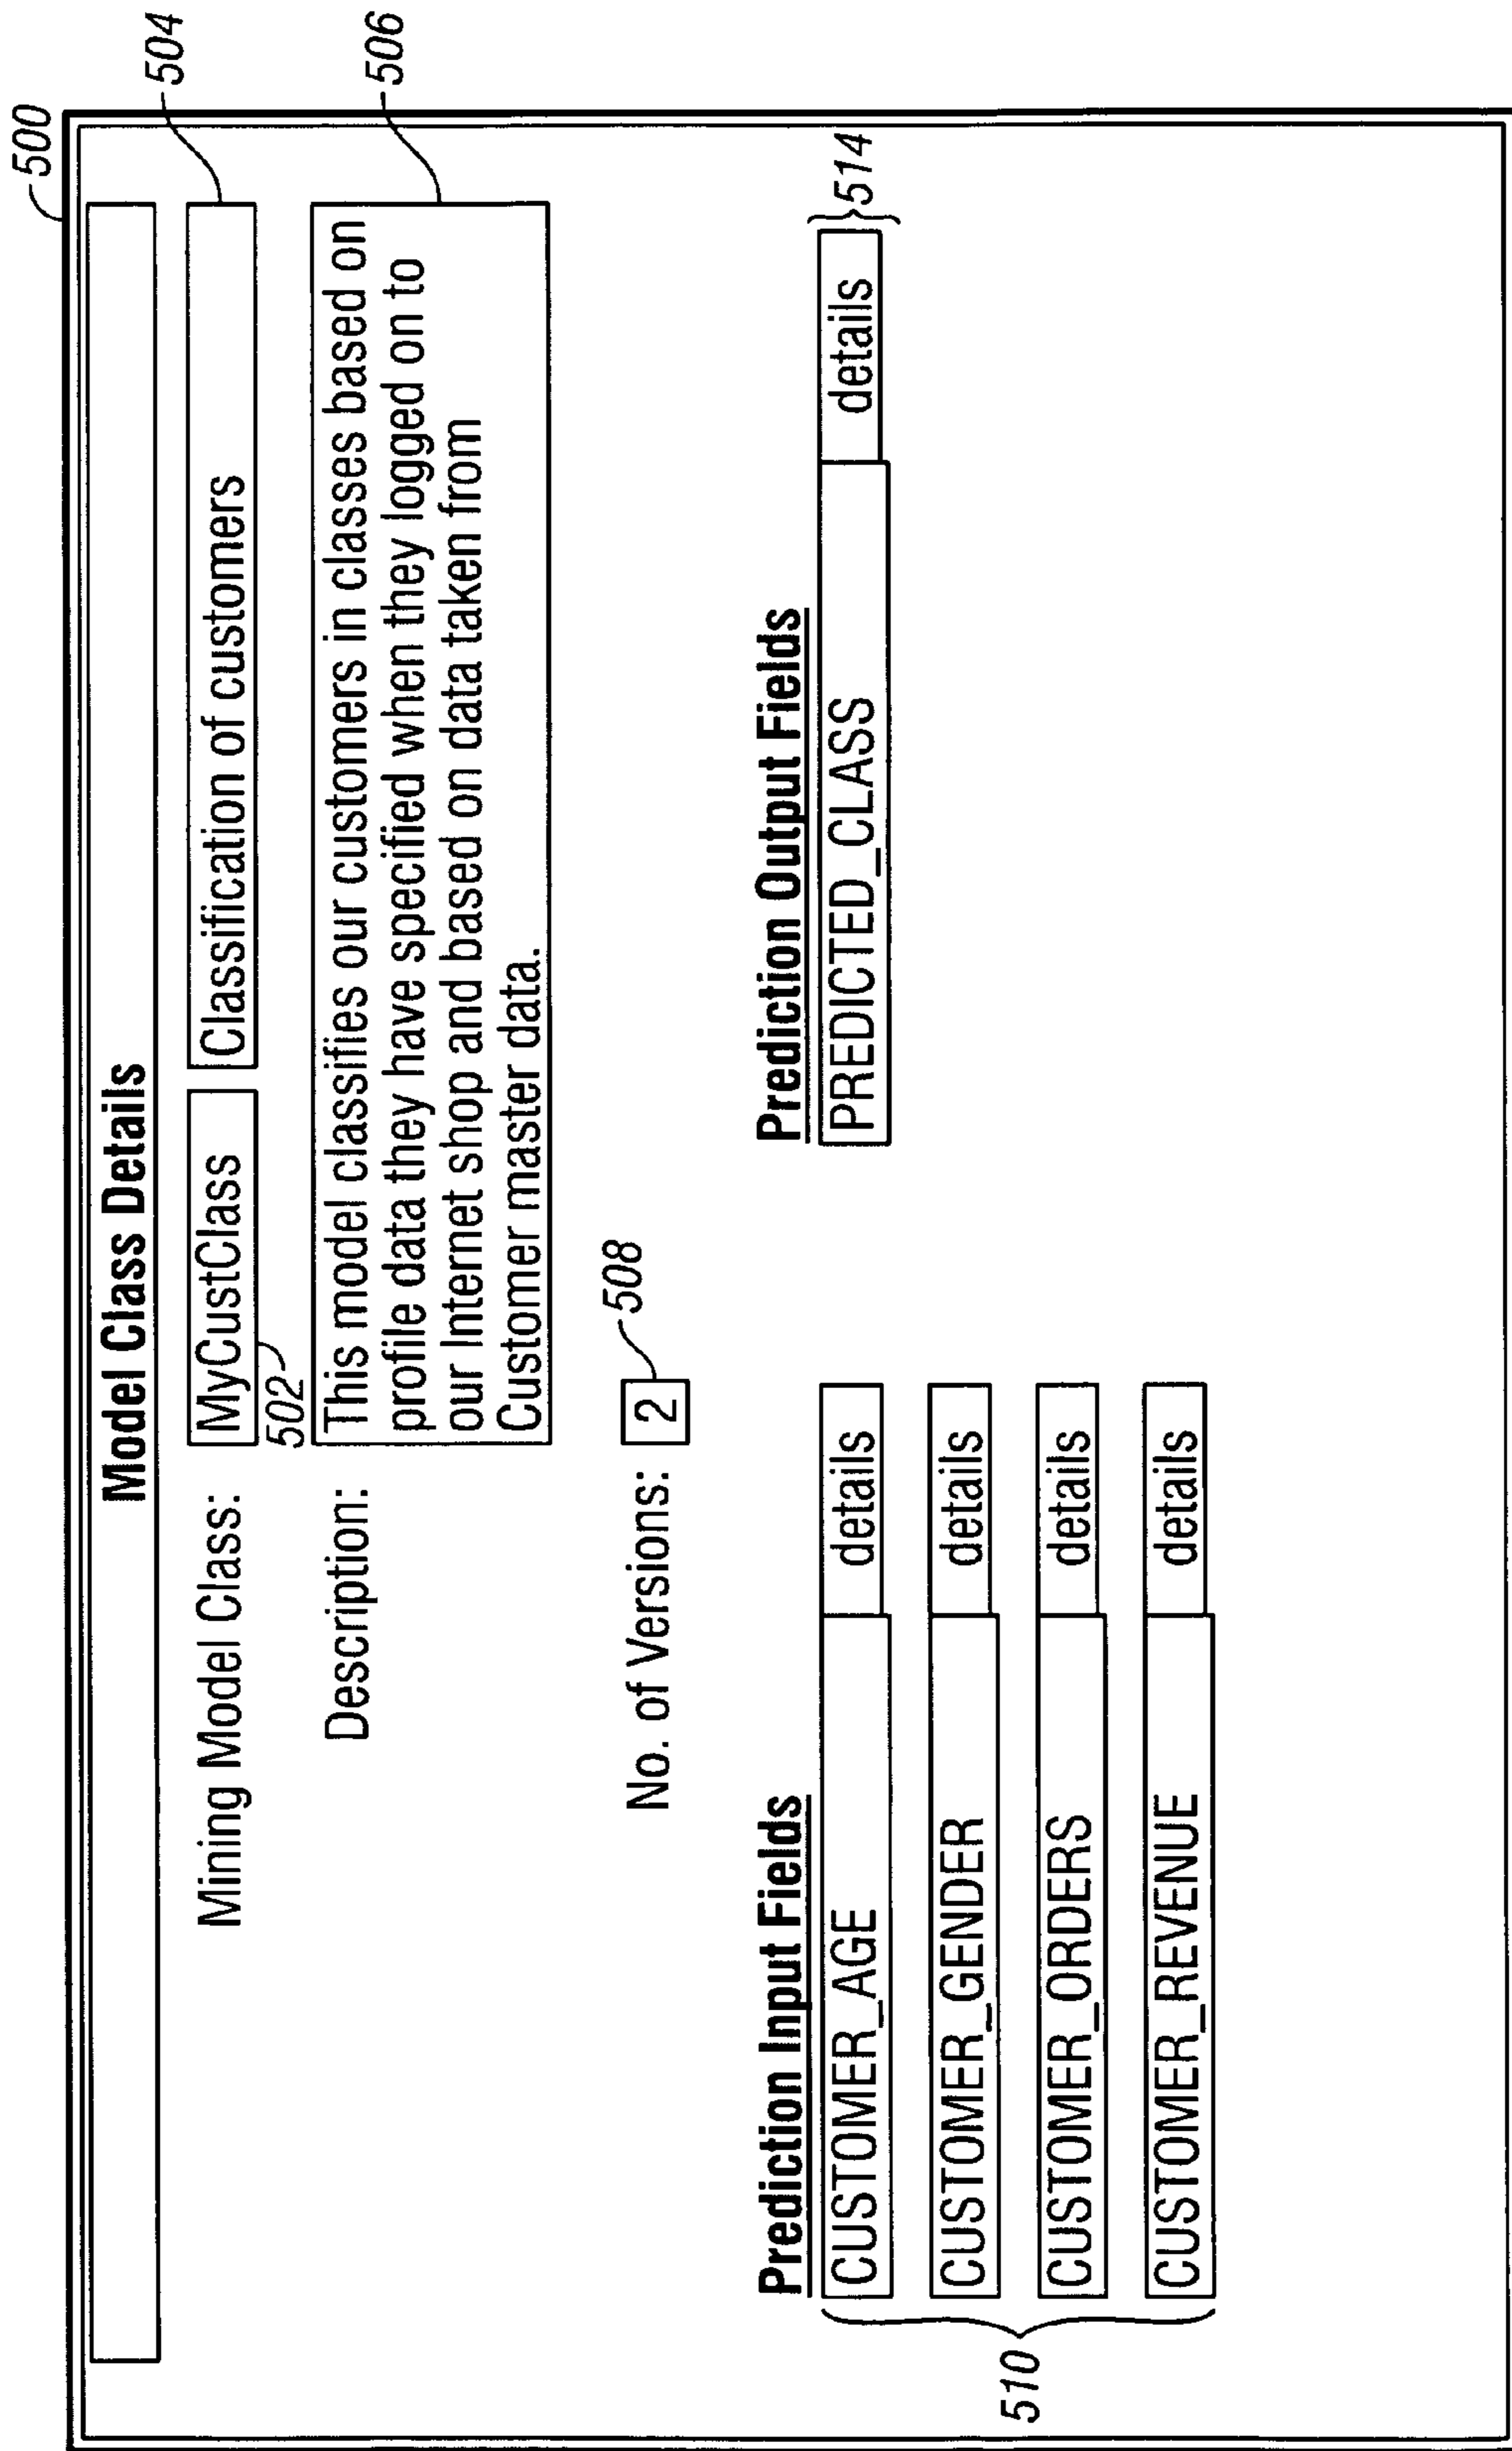 500
Model Class Details
Mining Model Class: MyCustClass Classification of customers
504
502
Description: This model classifies our customers in classes based on
profile data they have specified when they logged on to
our Internet shop and based on data taken from
Customer master data.
506
No. of Versions: 2
508
Prediction Input Fields
CUSTOMER_AGE details
CUSTOMER_GENDER details
CUSTOMER_ORDERS details
CUSTOMER_REVENUE details
510
Prediction Output Fields
PREDICTED_CLASS details
514